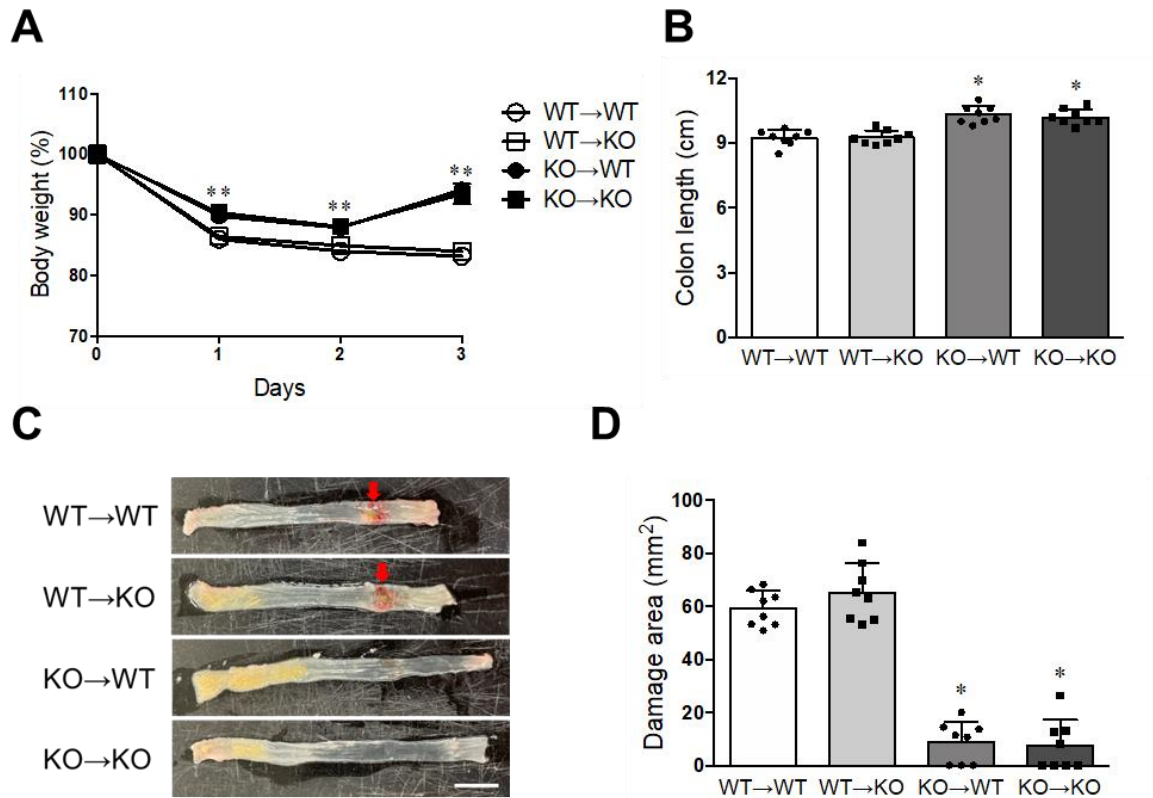 A
110
100
90
80
70
Body weight (%)
** ** **
0 1 2 3
Days
WT→WT
WT→KO
KO→WT
KO→KO
B
12
9
6
3
0
Colon length (cm)
* *
WT→WT WT→KO KO→WT KO→KO
C
WT→WT
WT→KO
KO→WT
KO→KO
D
100
80
60
40
20
0
Damage area (mm²)
* *
WT→WT WT→KO KO→WT KO→KO